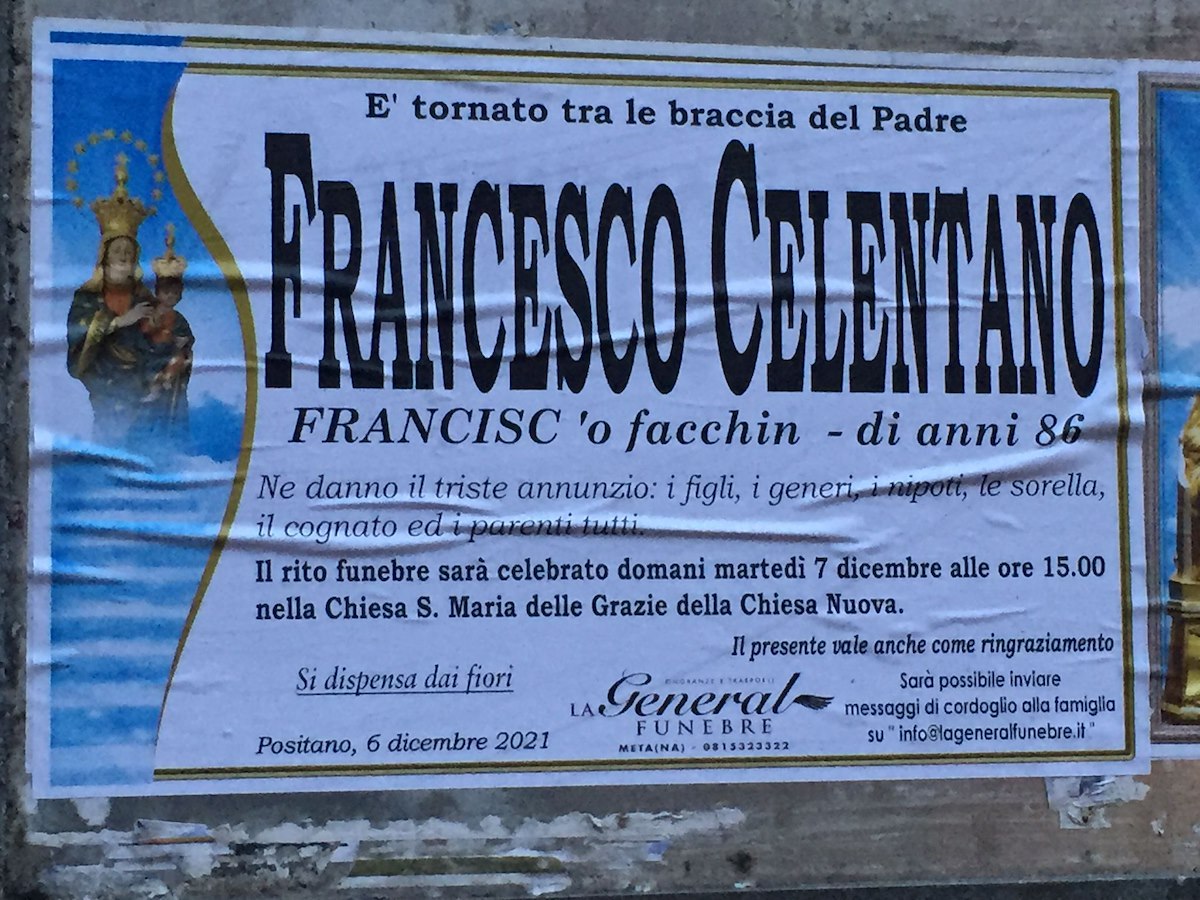 E' tornato tra le braccia del Padre
FRANCESCO CELENTANO
FRANCISC 'o facchin - di anni 86
Ne danno il triste annunzio: i figli, i generi, i nipoti, le sorella,
il cognato ed i parenti tutti.
Il rito funebre sarà celebrato domani martedì 7 dicembre alle ore 15.00
nella Chiesa S. Maria delle Grazie della Chiesa Nuova.
Il presente vale anche come ringraziamento
Si dispensa dai fiori
Positano, 6 dicembre 2021
ONORANZE E TRASPORTI
LA General
FUNEBRE
META(NA) - 0815323322
Sarà possibile inviare
messaggi di cordoglio alla famiglia
su " info@lageneralfunebre.it "